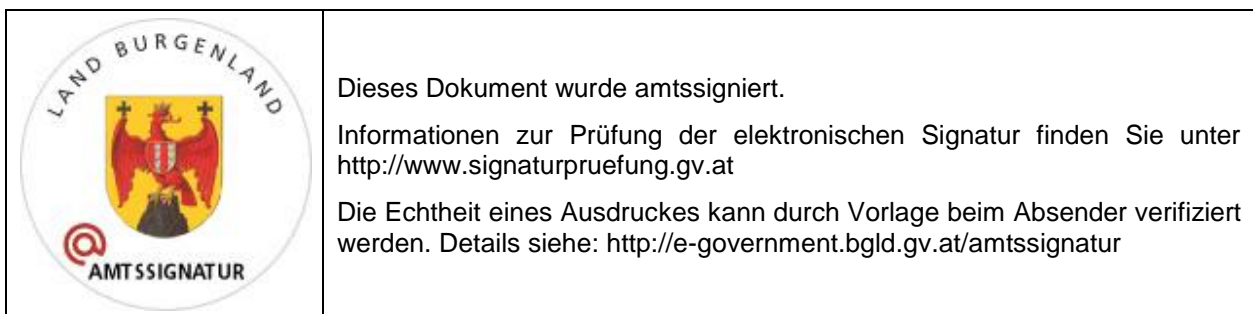 LAND BURGENLAND
@
AMTSSIGNATUR
Dieses Dokument wurde amtssigniert.
Informationen zur Prüfung der elektronischen Signatur finden Sie unter
http://www.signaturpruefung.gv.at
Die Echtheit eines Ausdruckes kann durch Vorlage beim Absender verifiziert
werden. Details siehe: http://e-government.bgld.gv.at/amtssignatur